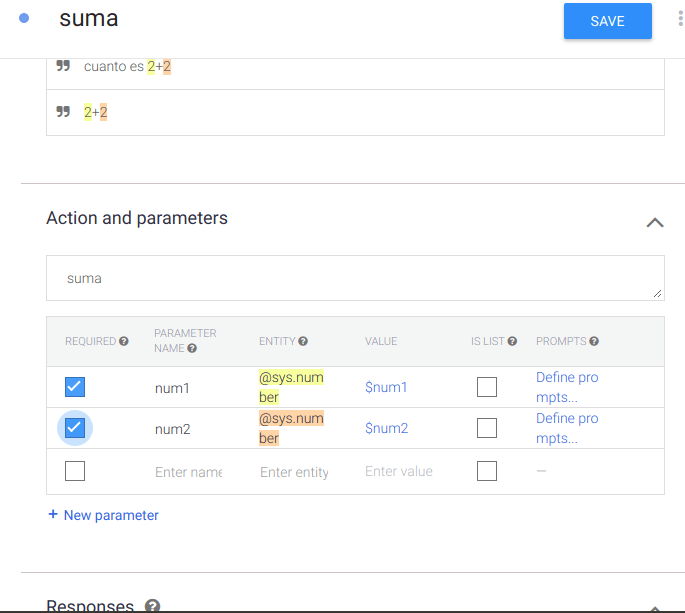 suma
SAVE
cuanto es 2+2
2+2
Action and parameters
suma
REQUIRED PARAMETER NAME ENTITY VALUE IS LIST PROMPTS
num1 @sys.number $num1 Define prompts...
num2 @sys.number $num2 Define prompts...
Enter name Enter entity Enter value –
+ New parameter
Responses